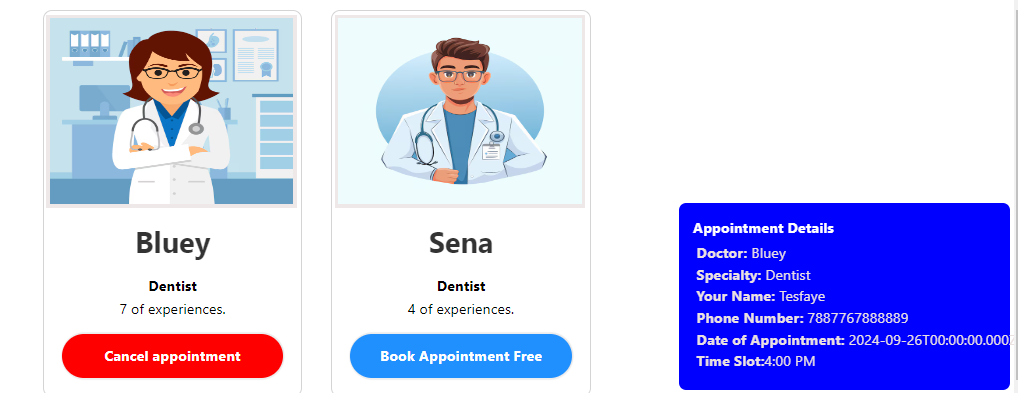 Bluey
Dentist
7 of experiences.
Cancel appointment
Sena
Dentist
4 of experiences.
Book Appointment Free
Appointment Details
Doctor: Bluey
Specialty: Dentist
Your Name: Tesfaye
Phone Number: 7887767888889
Date of Appointment: 2024-09-26T00:00:00.000
Time Slot:4:00 PM